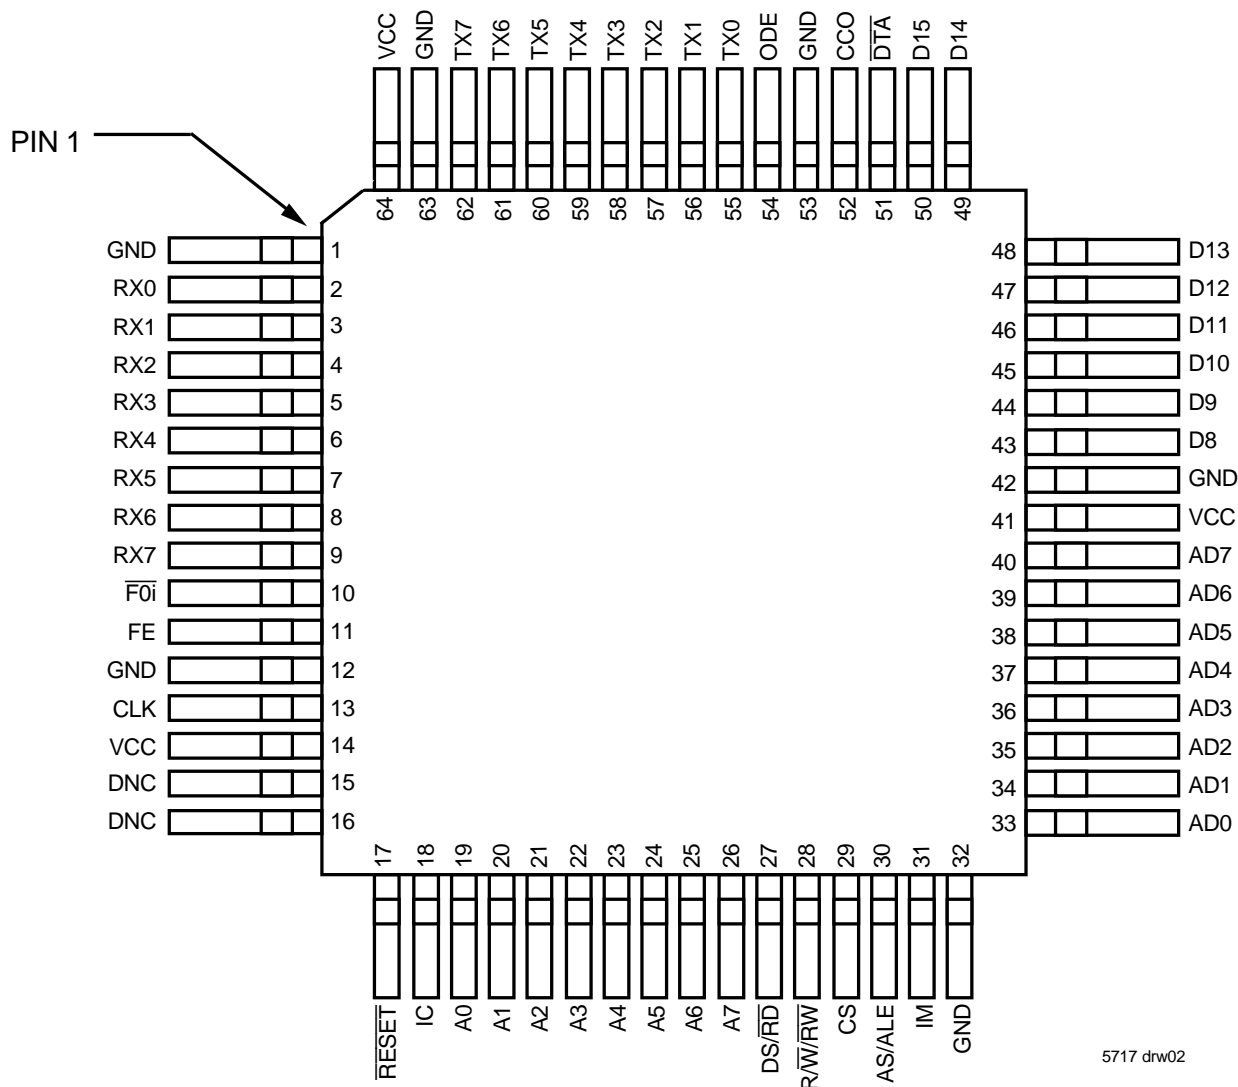 VCC
GND
TX7
TX6
TX5
TX4
TX3
TX2
TX1
TX0
ODE
GND
CCO
D̅T̅A̅
D15
D14
PIN 1
64
63
62
61
60
59
58
57
56
55
54
53
52
51
50
49
GND 1
RX0 2
RX1 3
RX2 4
RX3 5
RX4 6
RX5 7
RX6 8
RX7 9
F̅0̅i̅ 10
FE 11
GND 12
CLK 13
VCC 14
DNC 15
DNC 16
48 D13
47 D12
46 D11
45 D10
44 D9
43 D8
42 GND
41 VCC
40 AD7
39 AD6
38 AD5
37 AD4
36 AD3
35 AD2
34 AD1
33 AD0
17
18
19
20
21
22
23
24
25
26
27
28
29
30
31
32
R̅E̅S̅E̅T̅
IC
A0
A1
A2
A3
A4
A5
A6
A7
DS/R̅D̅
R/W̅/R̅W̅
CS
AS/ALE
IM
GND
5717 drw02